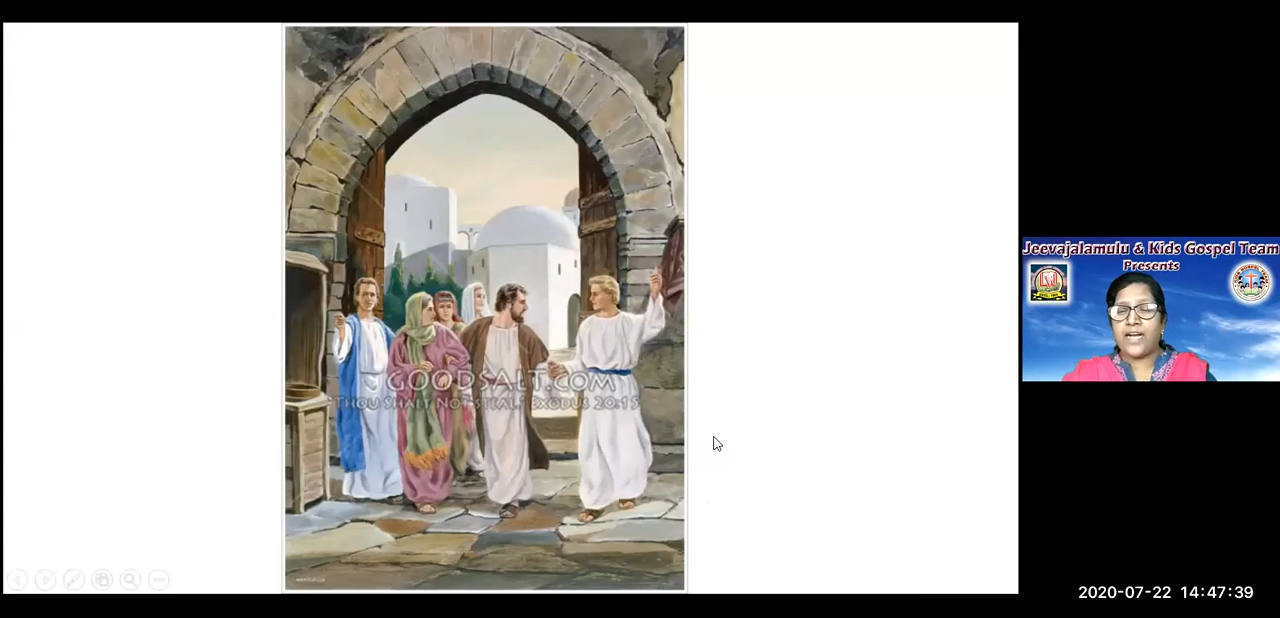 GOODSALT.COM
"THOU SHALT NOT STEAL," EXODUS 20:15
Jeevajalamulu & Kids Gospel Team
Presents
2020-07-22 14:47:39